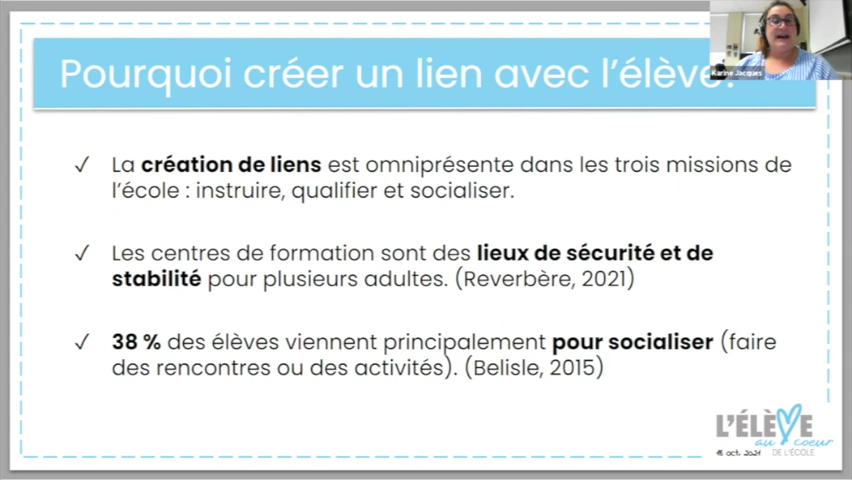 Pourquoi créer un lien avec l'élève?
Karine Jacques
✓ La création de liens est omniprésente dans les trois missions de
l'école : instruire, qualifier et socialiser.
✓ Les centres de formation sont des lieux de sécurité et de
stabilité pour plusieurs adultes. (Reverbère, 2021)
✓ 38 % des élèves viennent principalement pour socialiser (faire
des rencontres ou des activités). (Belisle, 2015)
L'ÉLÈVE
au coeur
DE L'ÉCOLE
oct. 2021